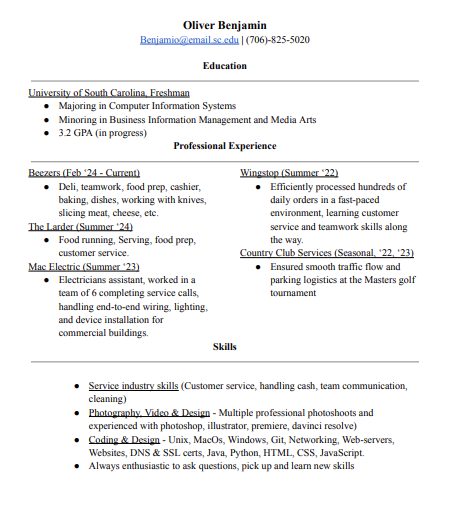 Oliver Benjamin
Benjamio@email.sc.edu | (706)-825-5020
Education
University of South Carolina, Freshman
● Majoring in Computer Information Systems
● Minoring in Business Information Management and Media Arts
● 3.2 GPA (in progress)
Professional Experience
Beezers (Feb ‘24 - Current)
● Deli, teamwork, food prep, cashier,
baking, dishes, working with knives,
slicing meat, cheese, etc.
The Larder (Summer ‘24)
● Food running, Serving, food prep,
customer service.
Mac Electric (Summer ‘23)
● Electricians assistant, worked in a
team of 6 completing service calls,
handling end-to-end wiring, lighting,
and device installation for
commercial buildings.
Wingstop (Summer ‘22)
● Efficiently processed hundreds of
daily orders in a fast-paced
environment, learning customer
service and teamwork skills along
the way.
Country Club Services (Seasonal, ‘22, ‘23)
● Ensured smooth traffic flow and
parking logistics at the Masters golf
tournament
Skills
● Service industry skills (Customer service, handling cash, team communication,
cleaning)
● Photography, Video & Design - Multiple professional photoshoots and
experienced with photoshop, illustrator, premiere, davinci resolve)
● Coding & Design - Unix, MacOs, Windows, Git, Networking, Web-servers,
Websites, DNS & SSL certs, Java, Python, HTML, CSS, JavaScript.
● Always enthusiastic to ask questions, pick up and learn new skills